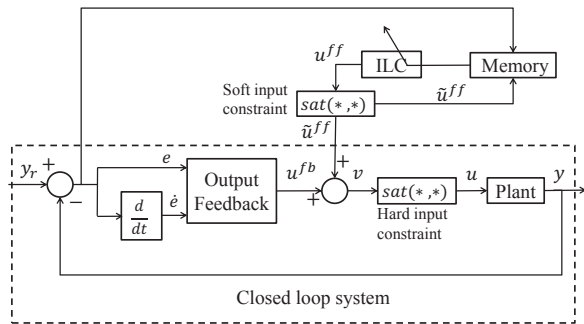 u^{ff}
ILC
Memory
Soft input
constraint
sat(∗,∗)
ũ^{ff}
ũ^{ff}
y_r
+
−
e
d/dt
ė
Output
Feedback
u^{fb}
+
+
v
sat(∗,∗)
Hard input
constraint
u
Plant
y
Closed loop system